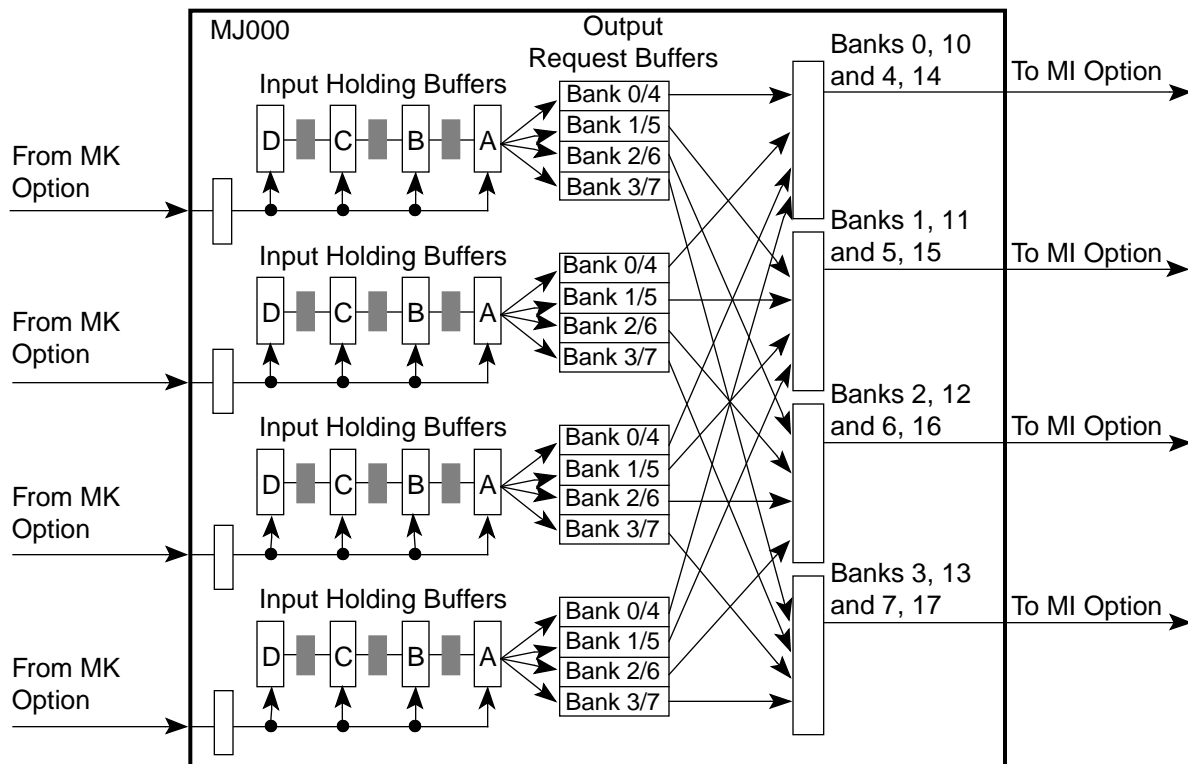 MJ000
Output
Request Buffers
Banks 0, 10
and 4, 14
To MI Option
Input Holding Buffers
D
C
B
A
Bank 0/4
Bank 1/5
Bank 2/6
Bank 3/7
From MK
Option
Banks 1, 11
and 5, 15
To MI Option
Input Holding Buffers
D
C
B
A
Bank 0/4
Bank 1/5
Bank 2/6
Bank 3/7
From MK
Option
Banks 2, 12
and 6, 16
To MI Option
Input Holding Buffers
D
C
B
A
Bank 0/4
Bank 1/5
Bank 2/6
Bank 3/7
From MK
Option
Banks 3, 13
and 7, 17
To MI Option
Input Holding Buffers
D
C
B
A
Bank 0/4
Bank 1/5
Bank 2/6
Bank 3/7
From MK
Option